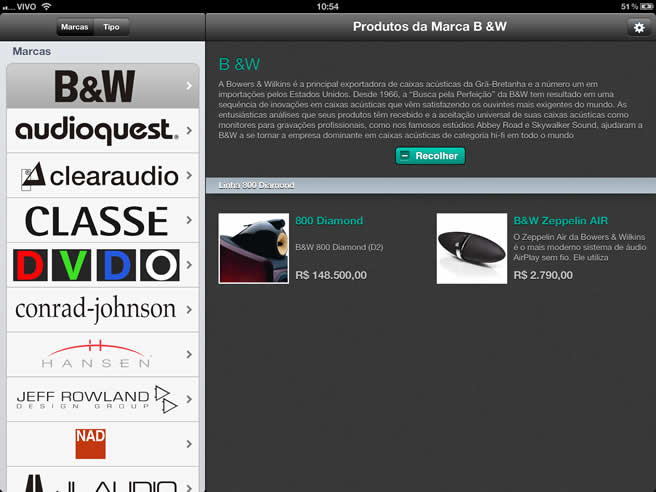 VIVO
10:54
51 %
Marcas
Tipo
Produtos da Marca B &W
Marcas
B&W
audioquest
clearaudio
CLASSÉ
DVDO
conrad-johnson
HANSEN
JEFF ROWLAND
DESIGN GROUP
NAD
JL AUDIO
B &W
A Bowers & Wilkins é a principal exportadora de caixas acústicas da Grã-Bretanha e a número um em
importações pelos Estados Unidos. Desde 1966, a “Busca pela Perfeição” da B&W tem resultado em uma
sequência de inovações em caixas acústicas que vêm satisfazendo os ouvintes mais exigentes do mundo. As
entusiásticas análises que seus produtos têm recebido e a aceitação universal de suas caixas acústicas como
monitores para gravações profissionais, como nos famosos estúdios Abbey Road e Skywalker Sound, ajudaram a
B&W a se tornar a empresa dominante em caixas acústicas de categoria hi-fi em todo o mundo
Recolher
Linha 800 Diamond
800 Diamond
B&W 800 Diamond (D2)
R$ 148.500,00
B&W Zeppelin AIR
O Zeppelin Air da Bowers & Wilkins
é o mais moderno sistema de áudio
AirPlay sem fio. Ele utiliza
R$ 2.790,00